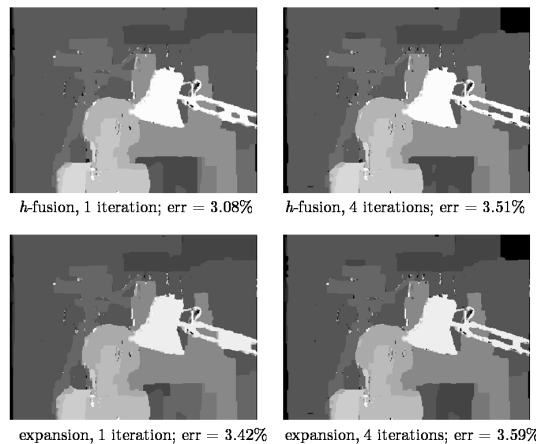 h-fusion, 1 iteration; err = 3.08%
h-fusion, 4 iterations; err = 3.51%
expansion, 1 iteration; err = 3.42%
expansion, 4 iterations; err = 3.59%